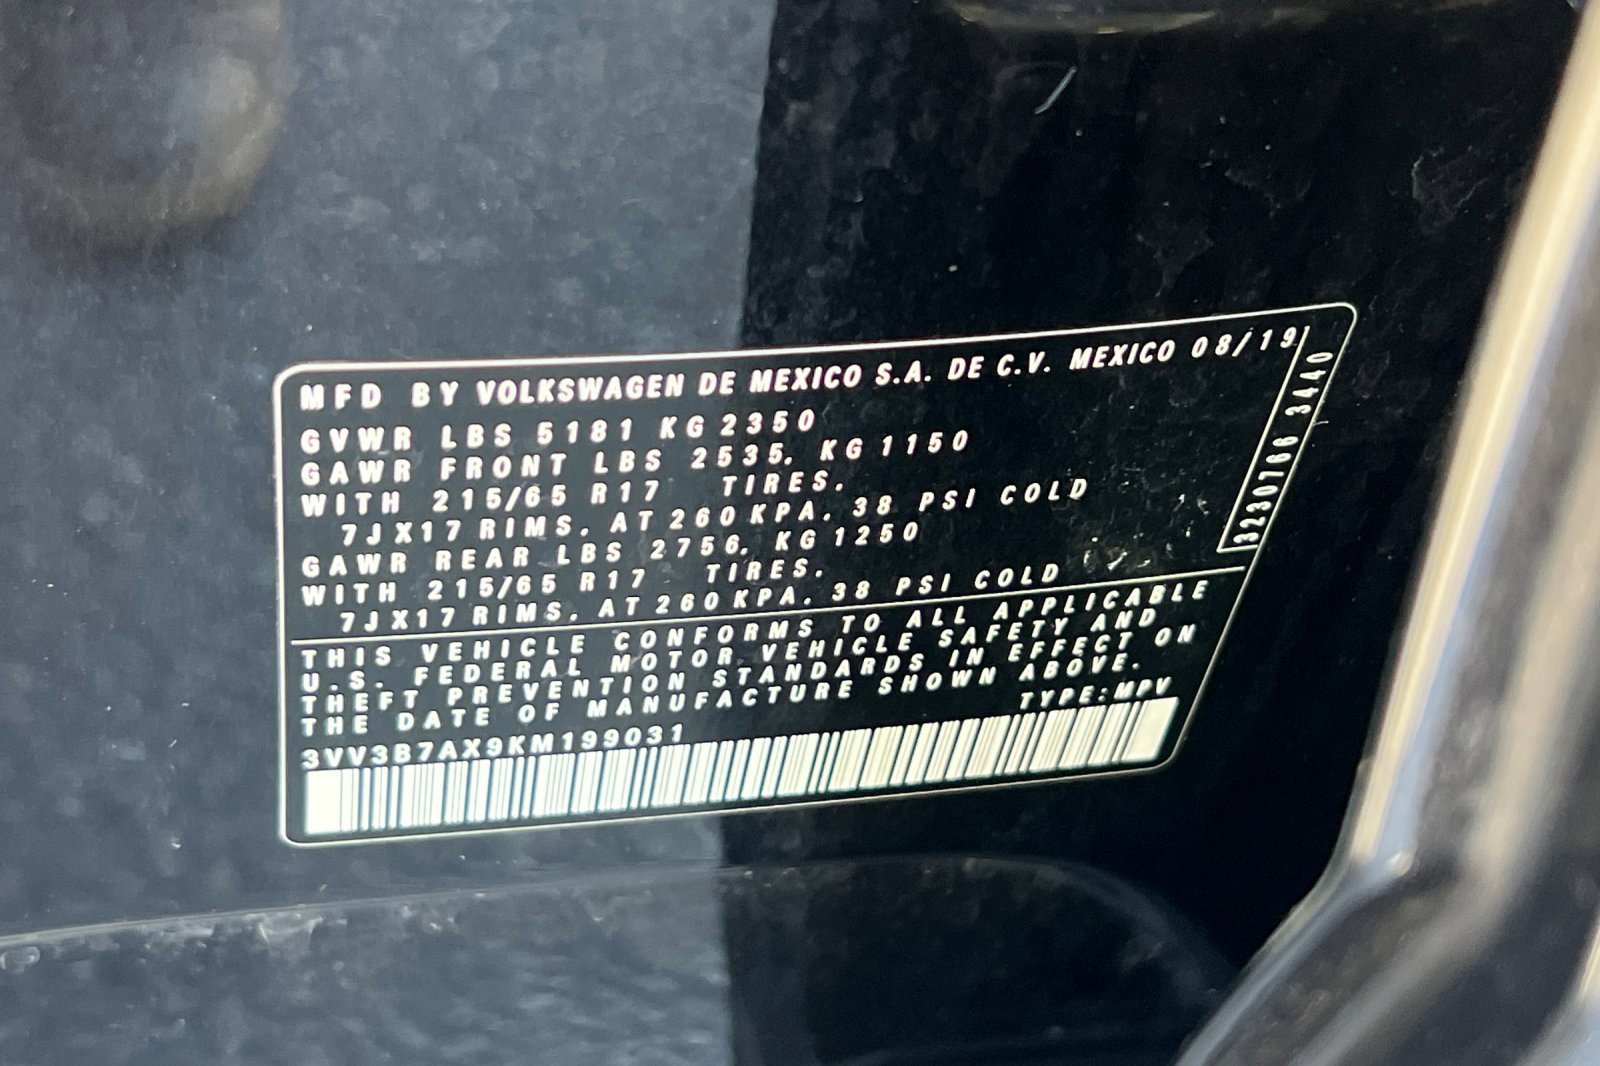 MFD BY VOLKSWAGEN DE MEXICO S.A. DE C.V. MEXICO 08/19
GVWR LBS 5181 KG 2350
GAWR FRONT LBS 2535. KG 1150
WITH 215/65 R17 TIRES.
7JX17 RIMS. AT 260 KPA. 38 PSI COLD
GAWR REAR LBS 2756. KG 1250
WITH 215/65 R17 TIRES.
7JX17 RIMS. AT 260 KPA. 38 PSI COLD
THIS VEHICLE CONFORMS TO ALL APPLICABLE
U.S. FEDERAL MOTOR VEHICLE SAFETY AND
THEFT PREVENTION STANDARDS IN EFFECT ON
THE DATE OF MANUFACTURE SHOWN ABOVE.
TYPE:MPV
3VV3B7AX9KM199031
3230766 3440